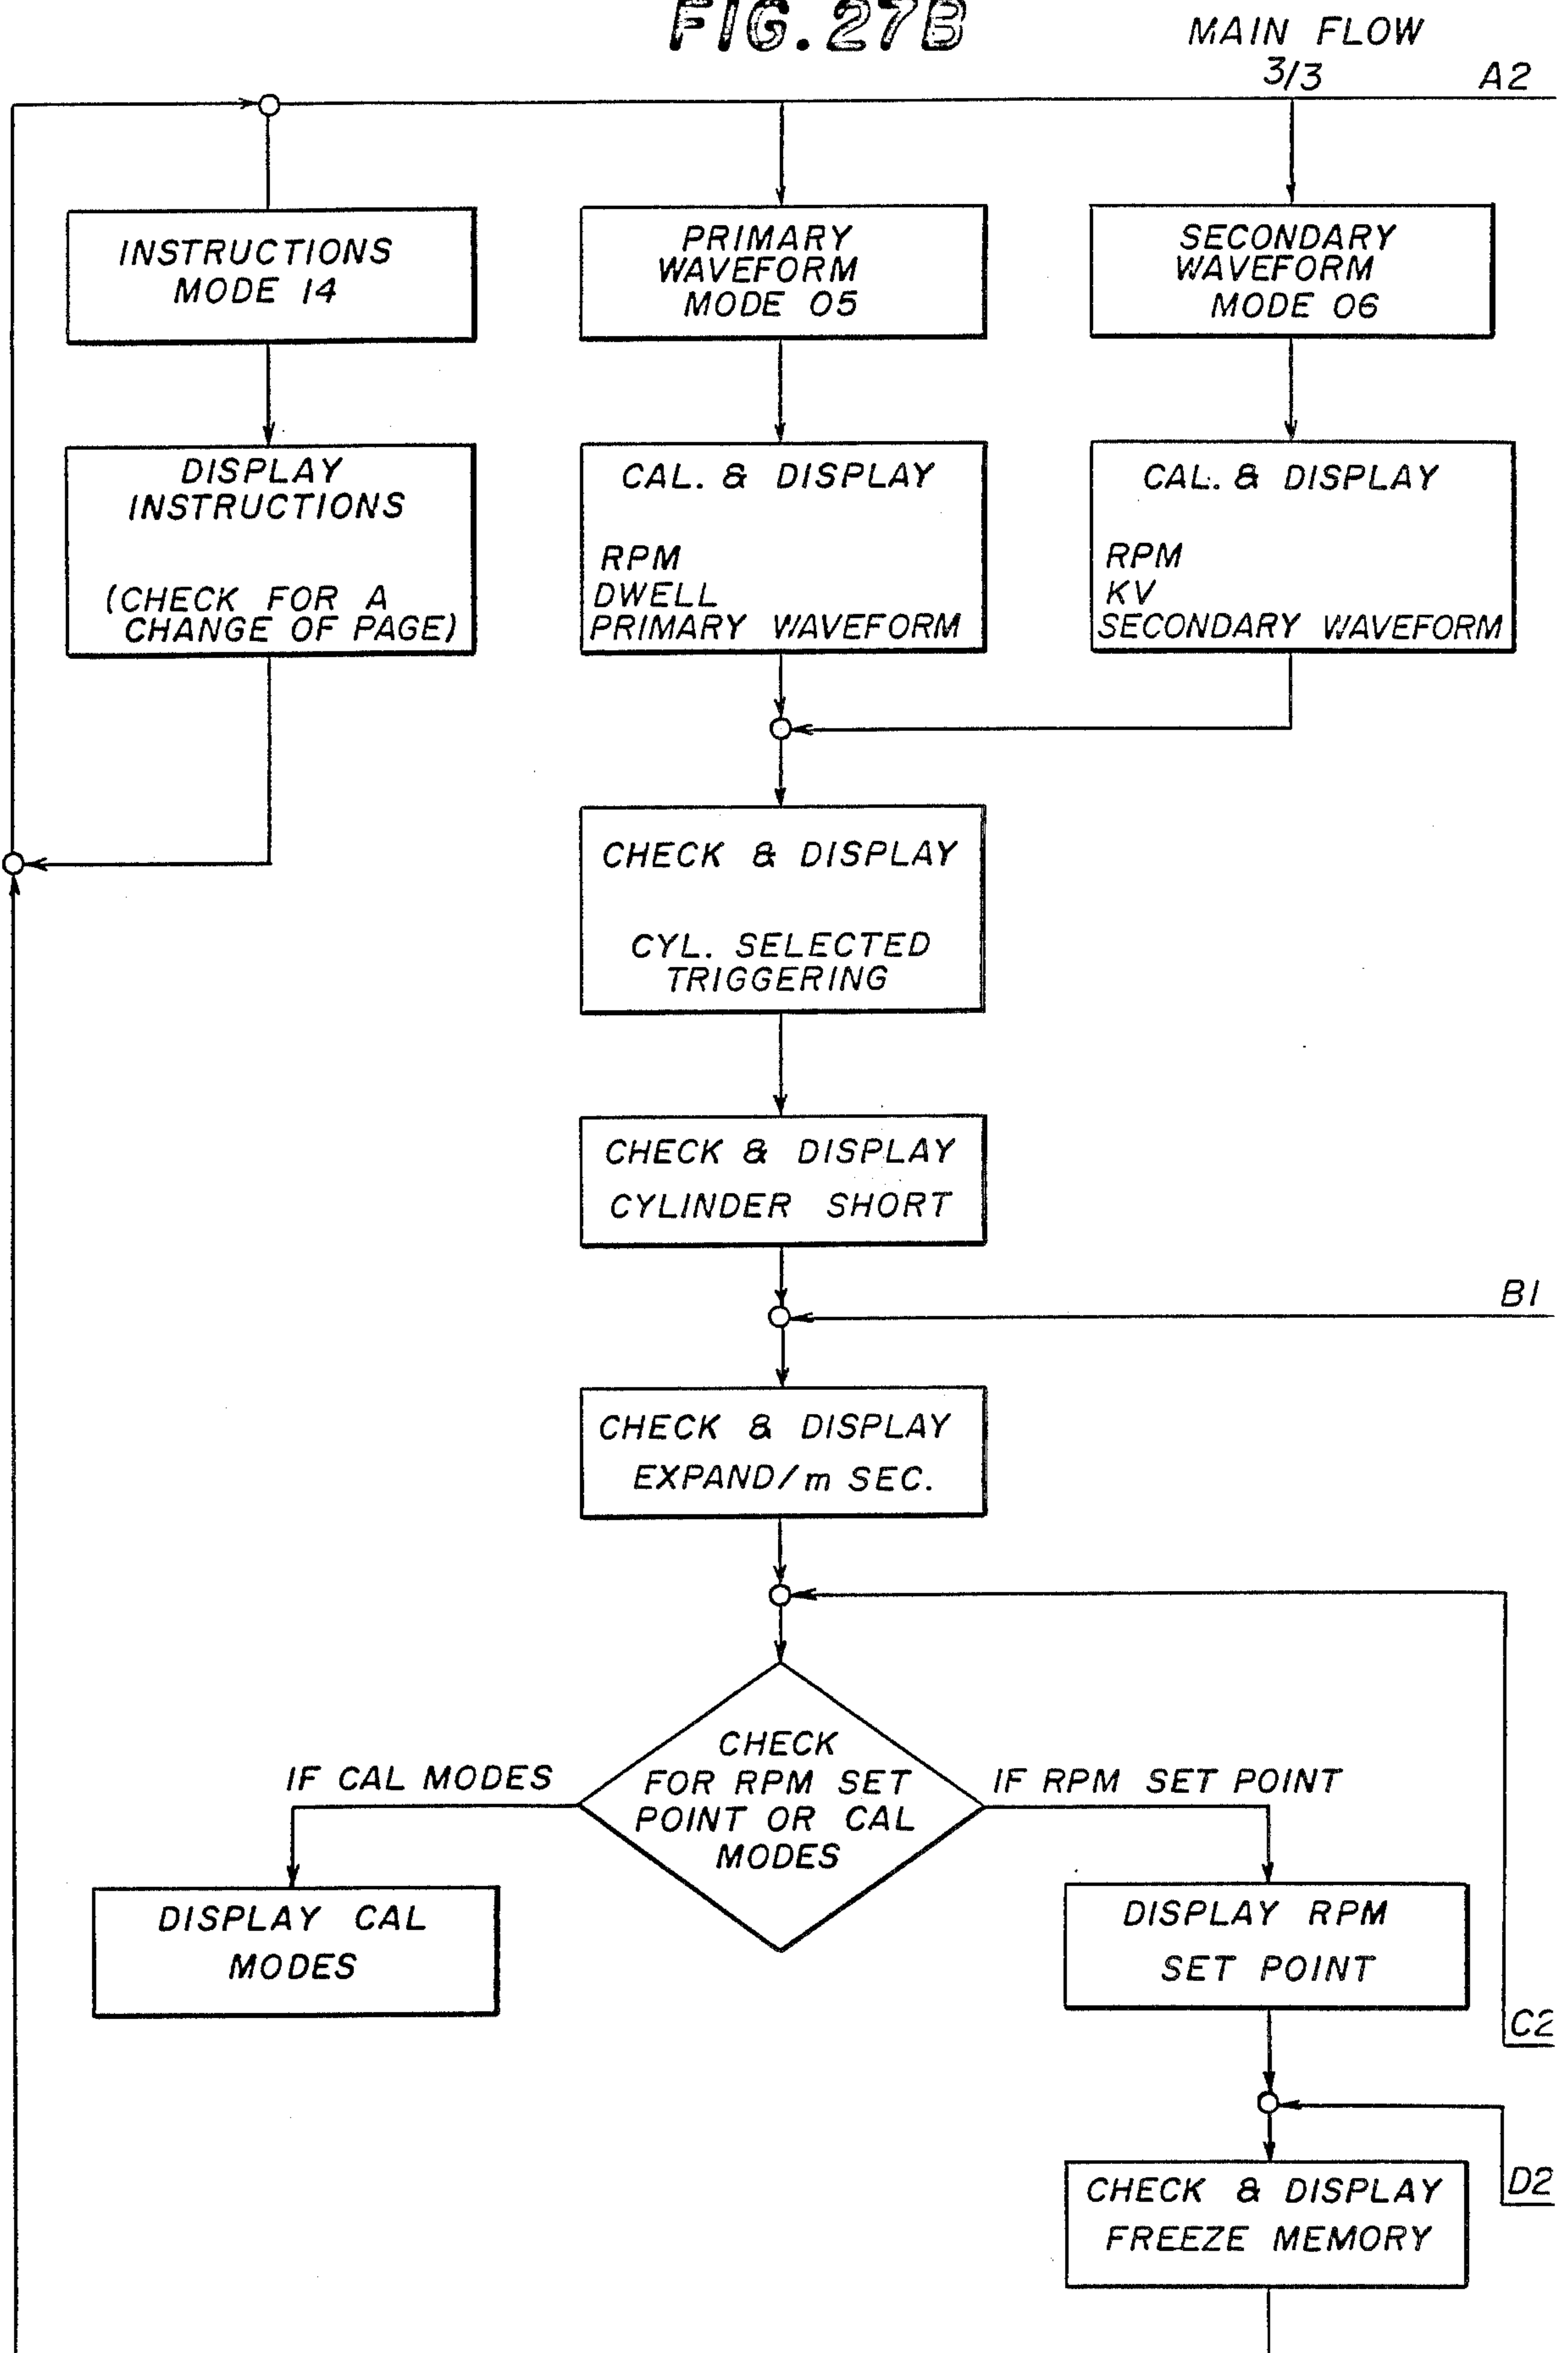 FIG. 27B
MAIN FLOW
3/3
A2
INSTRUCTIONS
MODE 14
PRIMARY
WAVEFORM
MODE 05
SECONDARY
WAVEFORM
MODE 06
DISPLAY
INSTRUCTIONS
(CHECK FOR A
CHANGE OF PAGE)
CAL. & DISPLAY
RPM
DWELL
PRIMARY WAVEFORM
CAL. & DISPLAY
RPM
KV
SECONDARY WAVEFORM
CHECK & DISPLAY
CYL. SELECTED
TRIGGERING
CHECK & DISPLAY
CYLINDER SHORT
B1
CHECK & DISPLAY
EXPAND/m SEC.
CHECK
FOR RPM SET
POINT OR CAL
MODES
IF CAL MODES
IF RPM SET POINT
DISPLAY CAL
MODES
DISPLAY RPM
SET POINT
C2
D2
CHECK & DISPLAY
FREEZE MEMORY